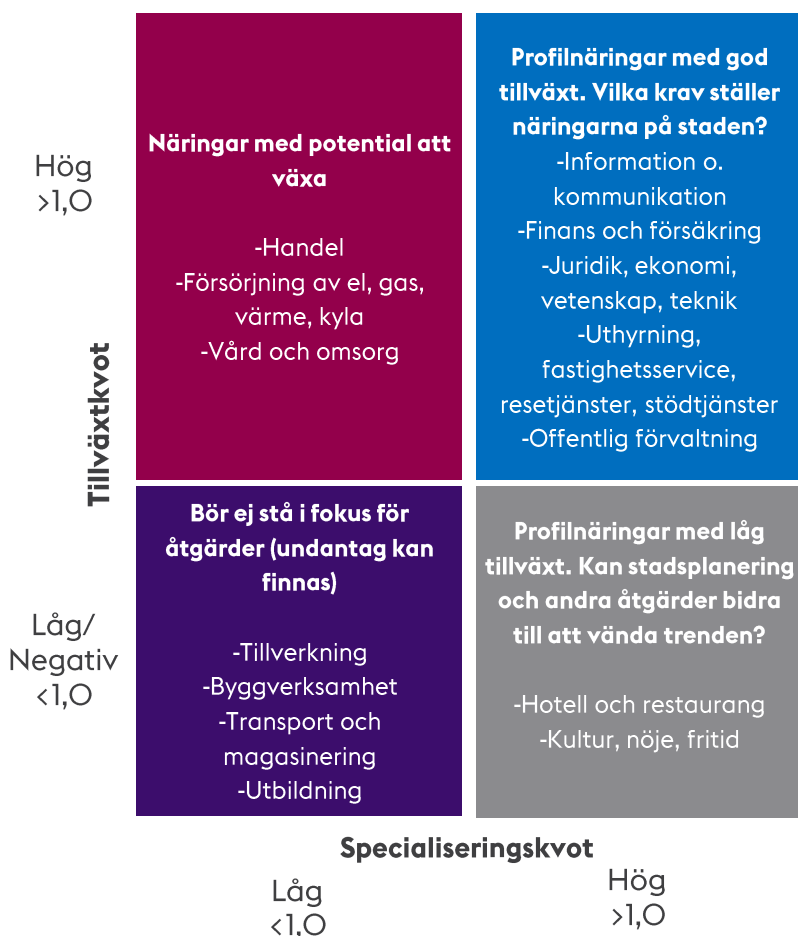 Hög
>1,0
Låg/
Negativ
<1,0
Tillväxtkvot
Näringar med potential att
växa
-Handel
-Försörjning av el, gas,
värme, kyla
-Vård och omsorg
Profilnäringar med god
tillväxt. Vilka krav ställer
näringarna på staden?
-Information o.
kommunikation
-Finans och försäkring
-Juridik, ekonomi,
vetenskap, teknik
-Uthyrning,
fastighetsservice,
resetjänster, stödtjänster
-Offentlig förvaltning
Bör ej stå i fokus för
åtgärder (undantag kan
finnas)
-Tillverkning
-Byggverksamhet
-Transport och
magasinering
-Utbildning
Profilnäringar med låg
tillväxt. Kan stadsplanering
och andra åtgärder bidra
till att vända trenden?
-Hotell och restaurang
-Kultur, nöje, fritid
Specialiseringskvot
Låg
<1,0
Hög
>1,0